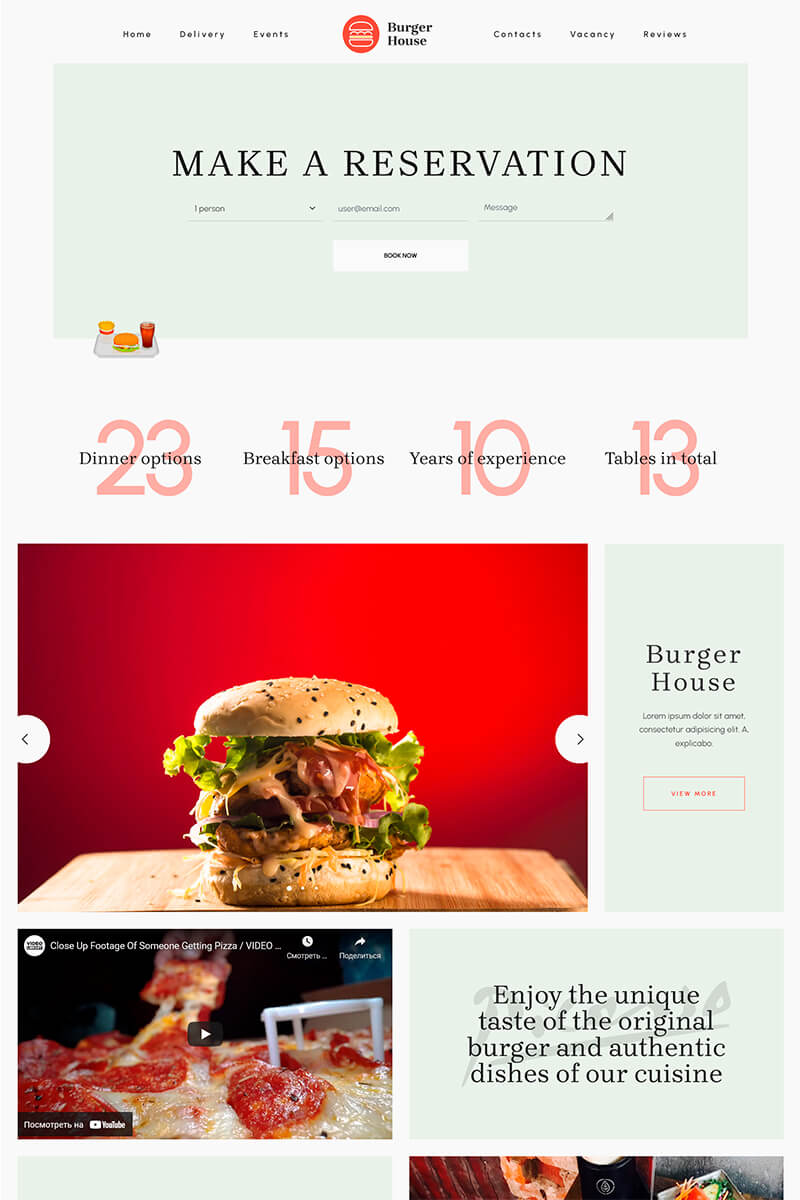 Home Delivery Events
Burger
House
Contacts Vacancy Reviews
MAKE A RESERVATION
1 person
user@email.com
Message
BOOK NOW
23 15 10 13
Dinner options Breakfast options Years of experience Tables in total
Burger
House
Lorem ipsum dolor sit amet,
consectetur adipisicing elit. A,
explicabo.
VIEW MORE
Close Up Footage Of Someone Getting Pizza / VIDEO ...
Смотреть ...
Поделиться
Посмотреть на YouTube
Enjoy the unique
taste of the original
burger and authentic
dishes of our cuisine